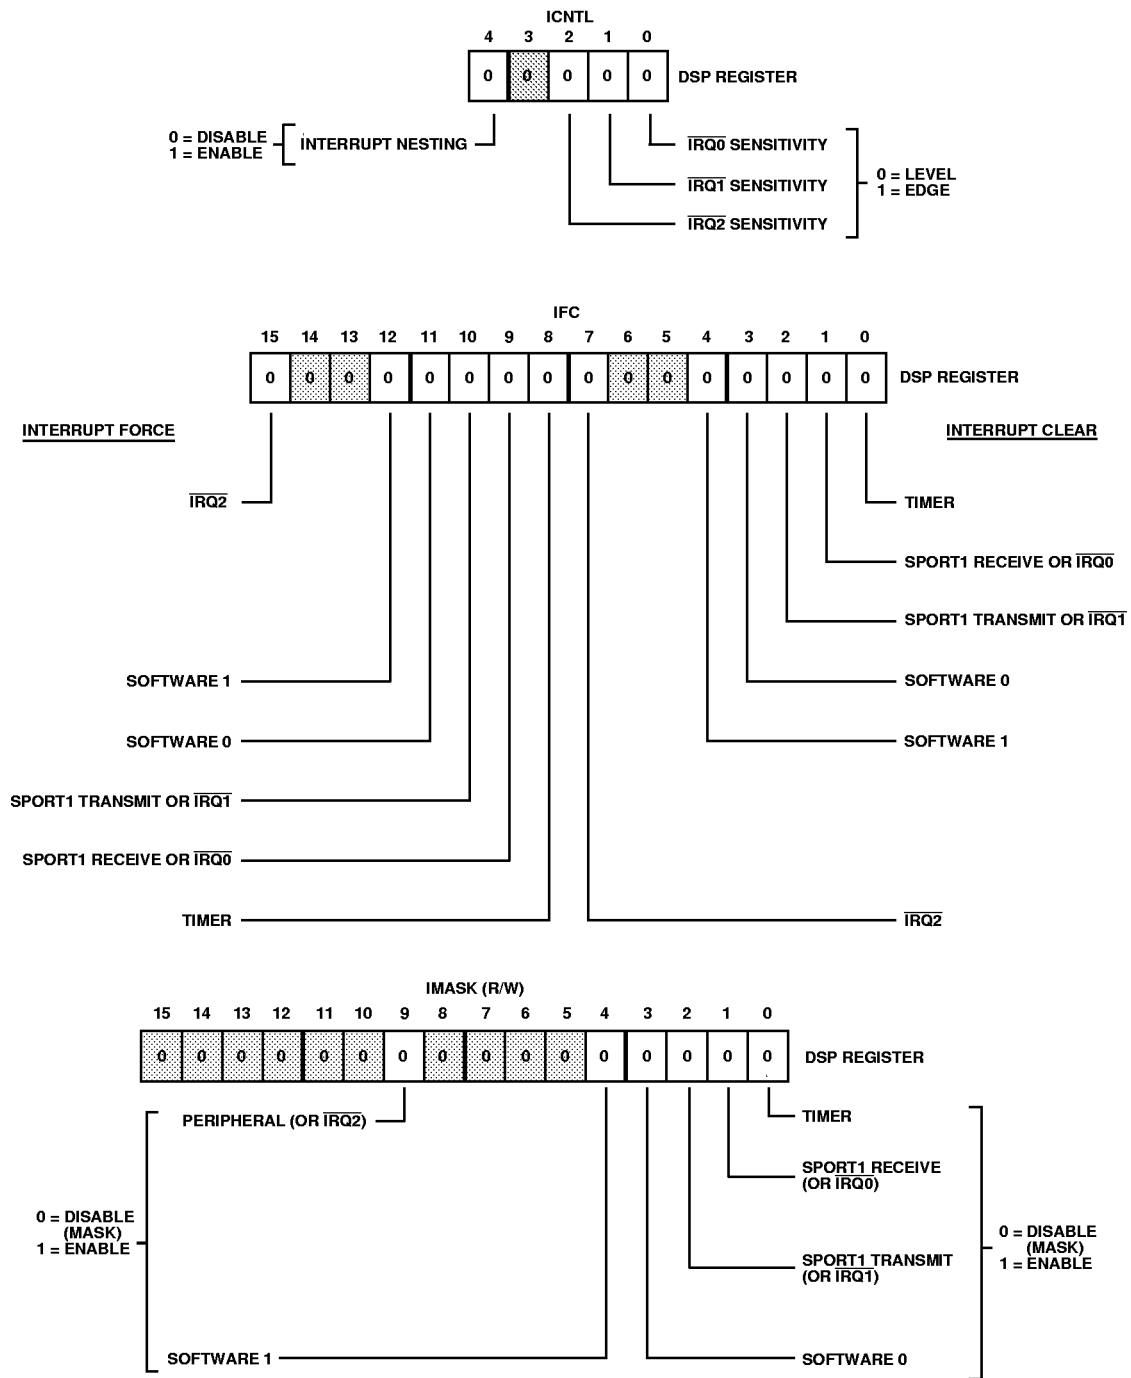 ICNTL
4 3 2 1 0
0 0 0 0 0 DSP REGISTER
0 = DISABLE
1 = ENABLE
INTERRUPT NESTING
IRQ0 SENSITIVITY
IRQ1 SENSITIVITY
IRQ2 SENSITIVITY
0 = LEVEL
1 = EDGE
IFC
15 14 13 12 11 10 9 8 7 6 5 4 3 2 1 0
0 0 0 0 0 0 0 0 0 0 0 0 0 0 0 0 DSP REGISTER
INTERRUPT FORCE
INTERRUPT CLEAR
IRQ2
TIMER
SPORT1 RECEIVE OR IRQ0
SPORT1 TRANSMIT OR IRQ1
SOFTWARE 1
SOFTWARE 0
SOFTWARE 0
SOFTWARE 1
SPORT1 TRANSMIT OR IRQ1
SPORT1 RECEIVE OR IRQ0
TIMER
IRQ2
IMASK (R/W)
15 14 13 12 11 10 9 8 7 6 5 4 3 2 1 0
0 0 0 0 0 0 0 0 0 0 0 0 0 0 0 0 DSP REGISTER
PERIPHERAL (OR IRQ2)
TIMER
SPORT1 RECEIVE
(OR IRQ0)
0 = DISABLE
(MASK)
1 = ENABLE
0 = DISABLE
(MASK)
1 = ENABLE
SPORT1 TRANSMIT
(OR IRQ1)
SOFTWARE 1
SOFTWARE 0